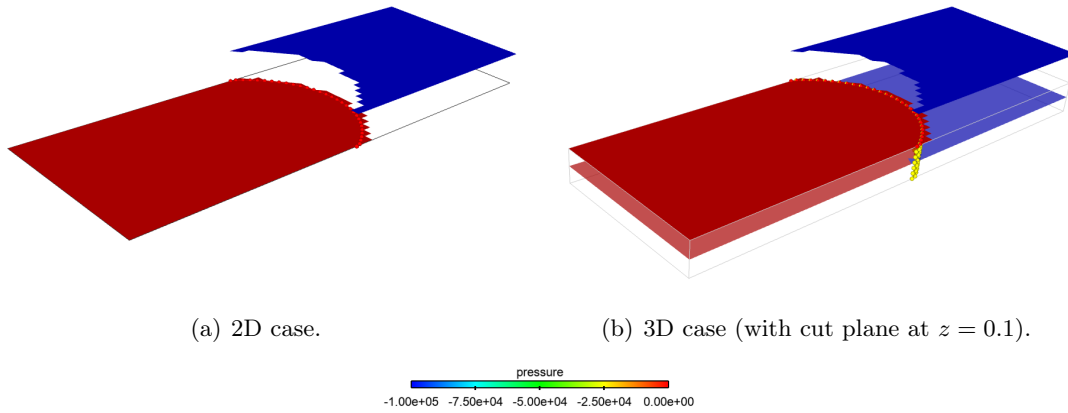 (a) 2D case.
(b) 3D case (with cut plane at z = 0.1).
pressure
-1.00e+05 -7.50e+04 -5.00e+04 -2.50e+04 0.00e+00